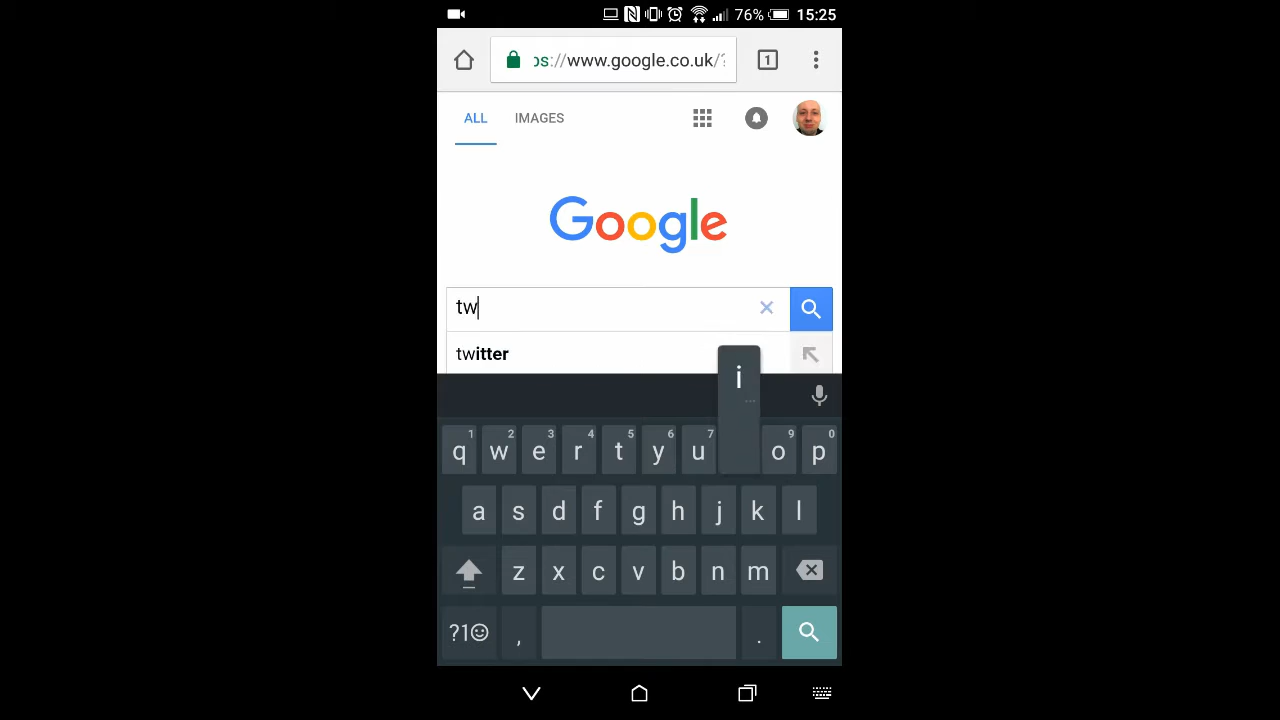 76% 15:25
ps://www.google.co.uk/?
1
ALL IMAGES
Google
tw
twitter
i
...
1 2 3 4 5 6 7 9 0
q w e r t y u o p
a s d f g h j k l
z x c v b n m
?1☺ , .